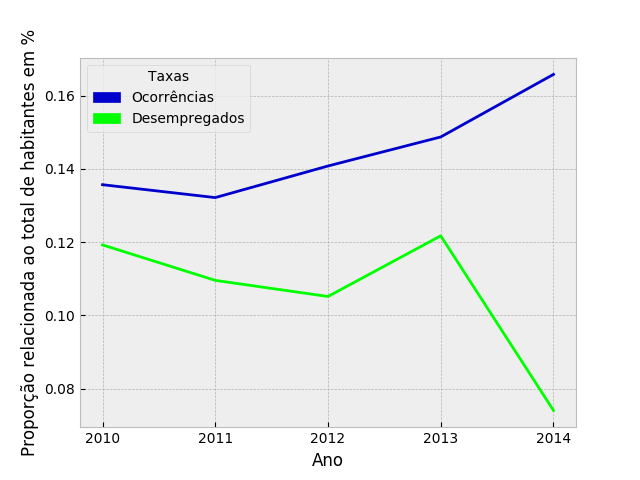 Proporção relacionada ao total de habitantes em %
Taxas
Ocorrências
Desempregados
0.16
0.14
0.12
0.10
0.08
2010 2011 2012 2013 2014
Ano